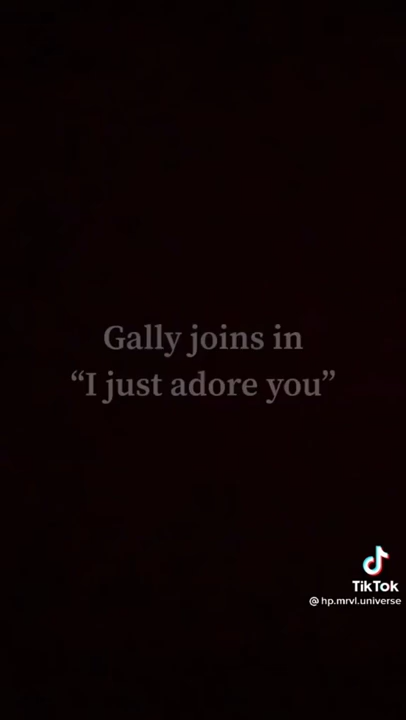 Gally joins in
“I just adore you”
TikTok
@hp.mrvl.universe